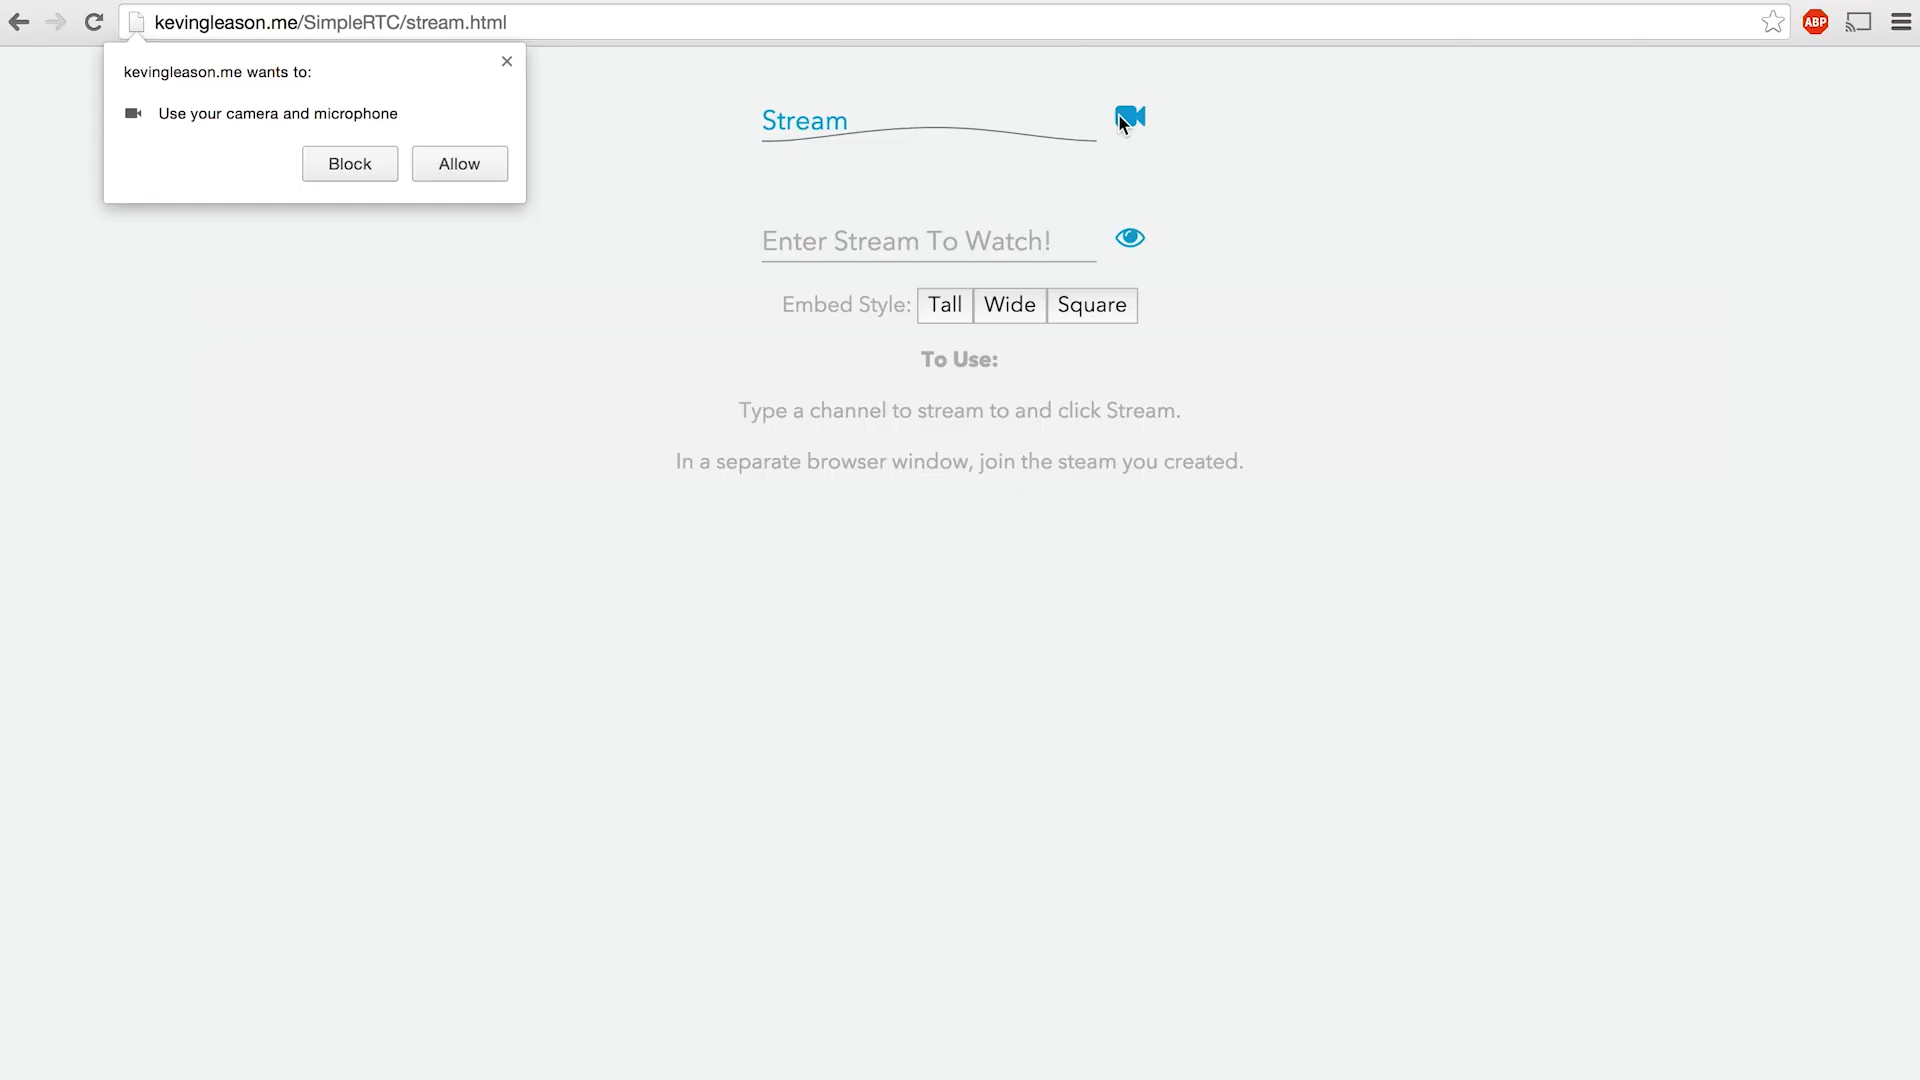 kevingleason.me/SimpleRTC/stream.html
ABP
kevingleason.me wants to:
Use your camera and microphone
Block Allow
Stream
Enter Stream To Watch!
Embed Style: Tall Wide Square
To Use:
Type a channel to stream to and click Stream.
In a separate browser window, join the steam you created.